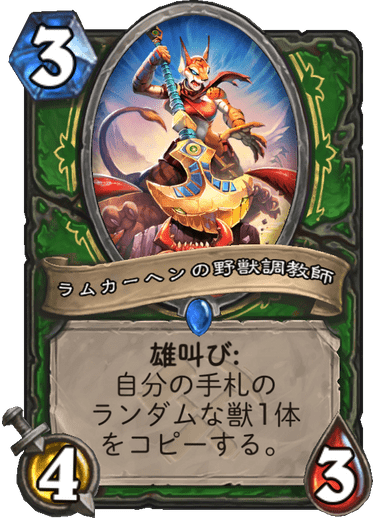 3
ラムカーヘンの野獣調教師
雄叫び:
自分の手札の
ランダムな獣1体
をコピーする。
4
3